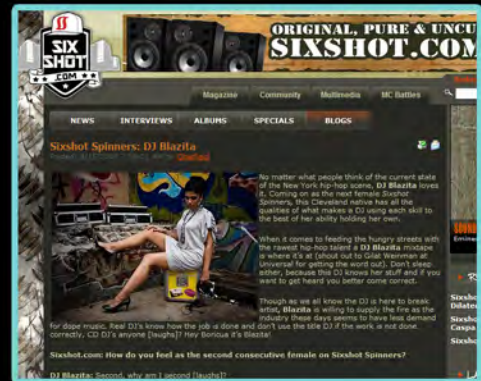 SIX
SHOT
.COM
ORIGINAL, PURE & UNCU
SIXSHOT.COM
Magazine Community Multimedia MC Battles
NEWS INTERVIEWS ALBUMS SPECIALS BLOGS
Sixshot Spinners: DJ Blazita
No matter what people think of the current state
of the New York hip-hop scene, DJ Blazita loves
it. Coming on as the next female Sixshot
Spinners, this Cleveland native has all the
qualities of what makes a DJ using each skill to
the best of her ability holding her own.
When it comes to feeding the hungry streets with
the rawest hip-hop talent a DJ Blazita mixtape
is where it's at (shout out to Gilat Weinman at
Universal for getting the word out). Don't sleep
either, because this DJ knows her stuff and if you
want to get heard you better come correct.
Though as we all know the DJ is here to break
artist, Blazita is willing to supply the fire as the
industry these days seems to have less demand
for dope music. Real DJ's know how the job is done and don't use the title DJ if the work is not done
correctly. CD DJ's anyone [laughs]? Hey Boricua it's Blazita!
Sixshot.com: How do you feel as the second consecutive female on Sixshot Spinners?
DJ Blazita: Second, why am I second [laughs]?
Eminem
Sixsho
Dilated
Sixsho
Caspa
Sixsho